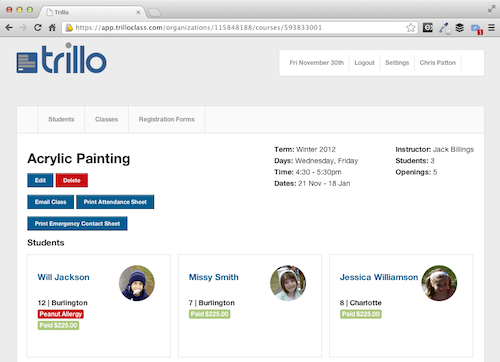 Trillo
https://app.trilloclass.com/organizations/115848188/courses/593833001
trillo
Fri November 30th Logout Settings Chris Patton
Students Classes Registration Forms
Acrylic Painting
Term: Winter 2012
Days: Wednesday, Friday
Time: 4:30 - 5:30pm
Dates: 21 Nov - 18 Jan
Instructor: Jack Billings
Students: 3
Openings: 5
Edit Delete
Email Class Print Attendance Sheet
Print Emergency Contact Sheet
Students
Will Jackson
12 | Burlington
Peanut Allergy
Paid $225.00
Missy Smith
7 | Burlington
Paid $225.00
Jessica Williamson
8 | Charlotte
Paid $225.00